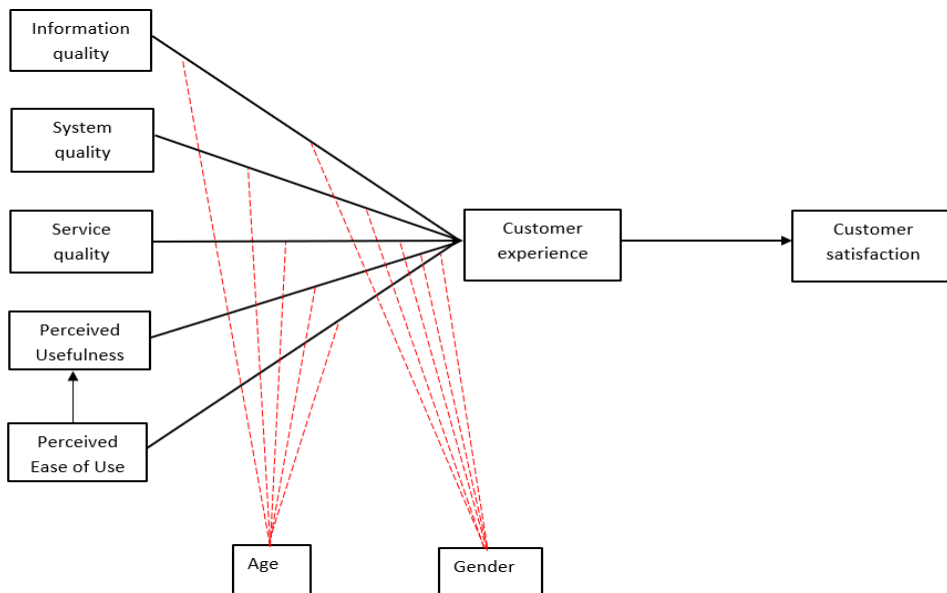 Information
quality
System
quality
Service
quality
Customer
experience
Customer
satisfaction
Perceived
Usefulness
Perceived
Ease of Use
Age
Gender